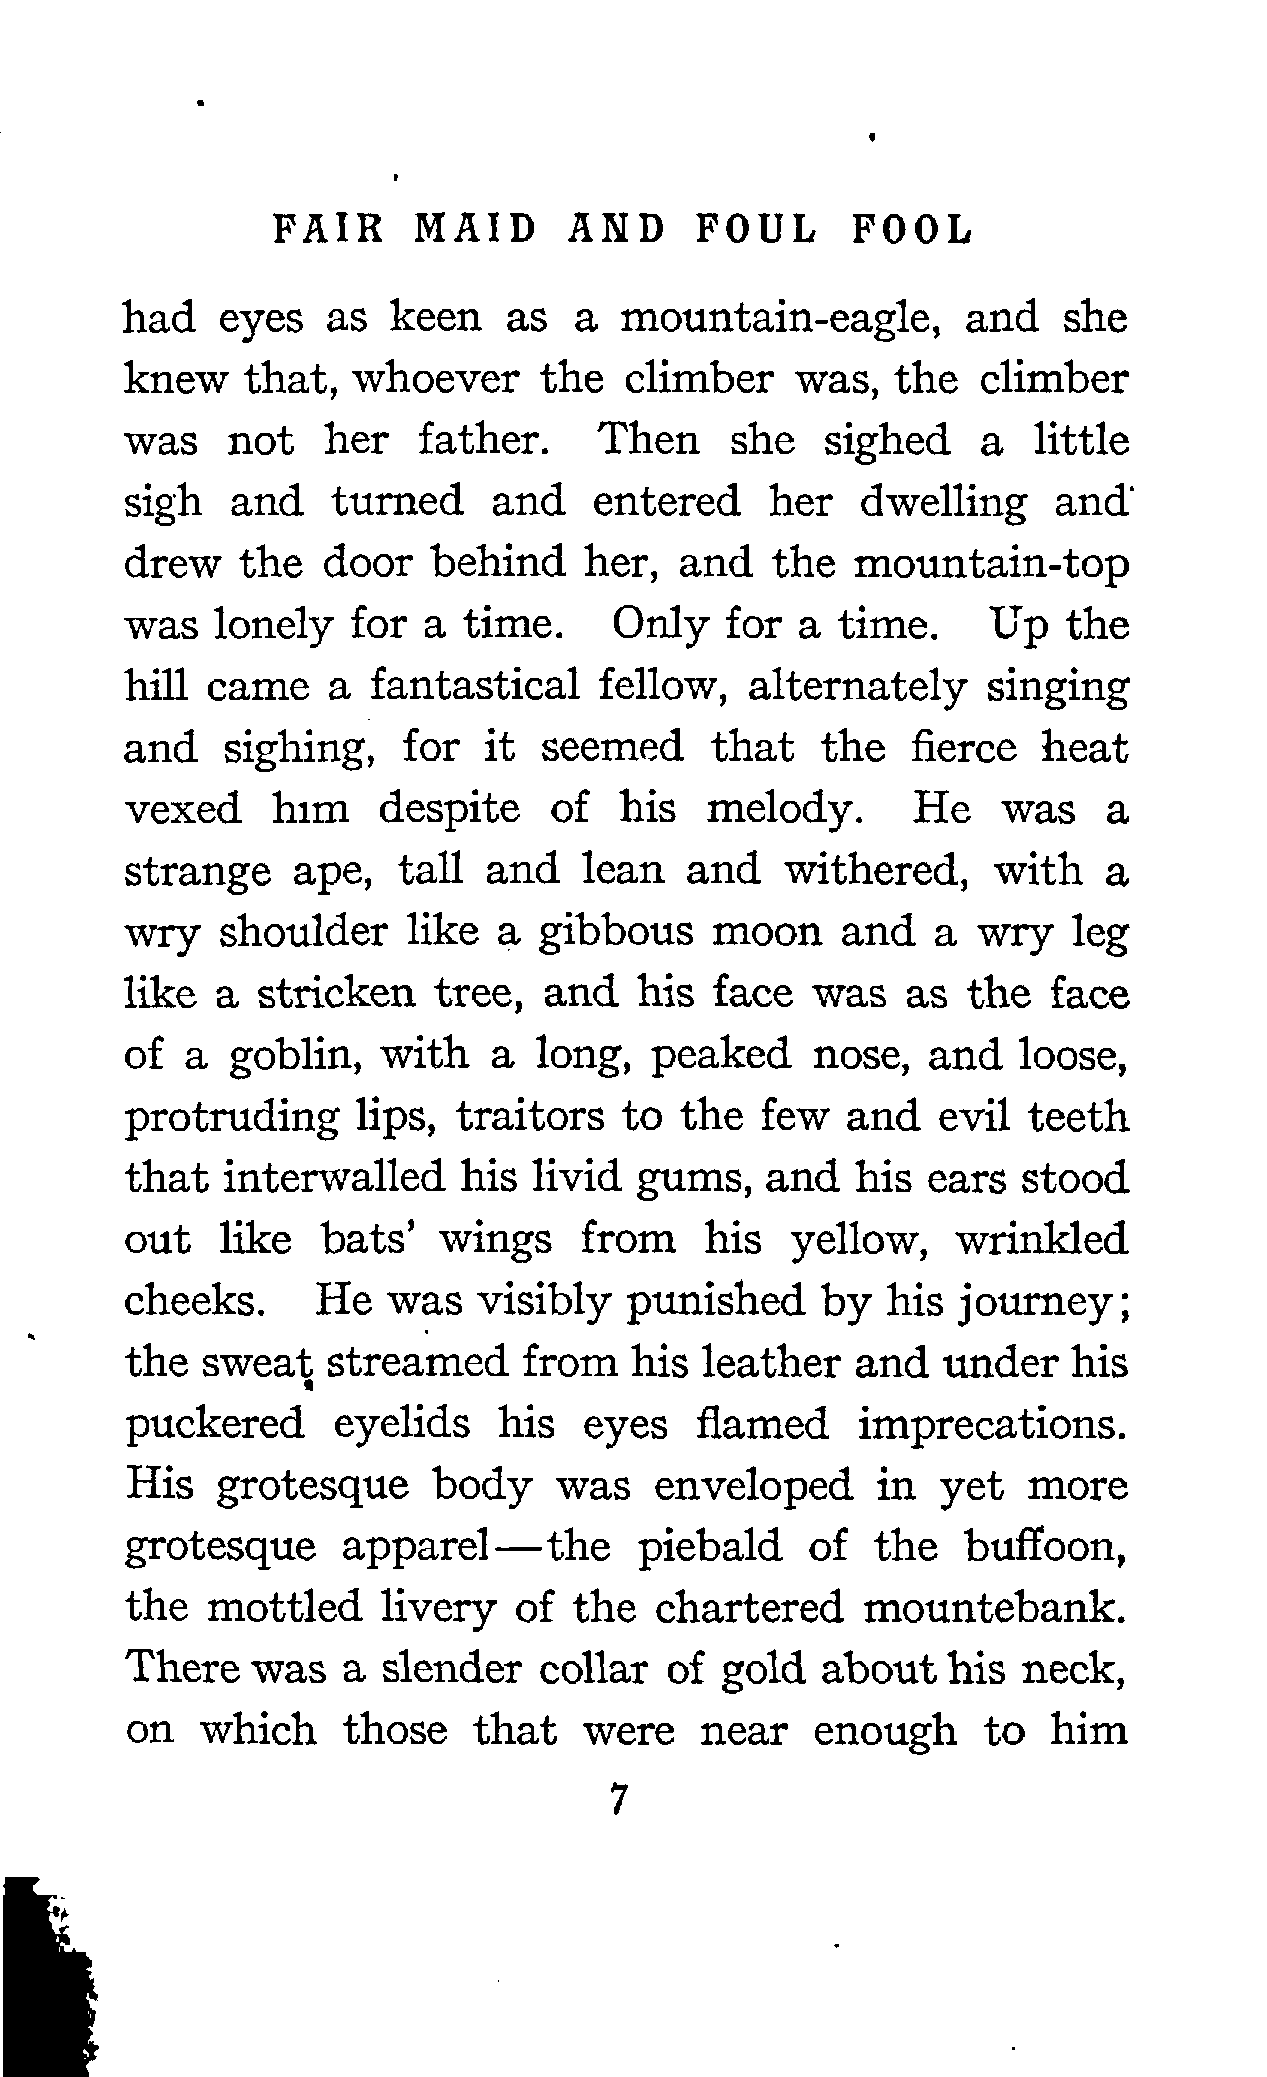 FAIR MAID AND FOUL FOOL
had eyes as keen as a mountain-eagle, and she
knew that, whoever the climber was, the climber
was not her father. Then she sighed a little
sigh and turned and entered her dwelling and
drew the door behind her, and the mountain-top
was lonely for a time. Only for a time. Up the
hill came a fantastical fellow, alternately singing
and sighing, for it seemed that the fierce heat
vexed him despite of his melody. He was a
strange ape, tall and lean and withered, with a
wry shoulder like a gibbous moon and a wry leg
like a stricken tree, and his face was as the face
of a goblin, with a long, peaked nose, and loose,
protruding lips, traitors to the few and evil teeth
that interwalled his livid gums, and his ears stood
out like bats' wings from his yellow, wrinkled
cheeks. He was visibly punished by his journey;
the sweat streamed from his leather and under his
puckered eyelids his eyes flamed imprecations.
His grotesque body was enveloped in yet more
grotesque apparel—the piebald of the buffoon,
the mottled livery of the chartered mountebank.
There was a slender collar of gold about his neck,
on which those that were near enough to him
7